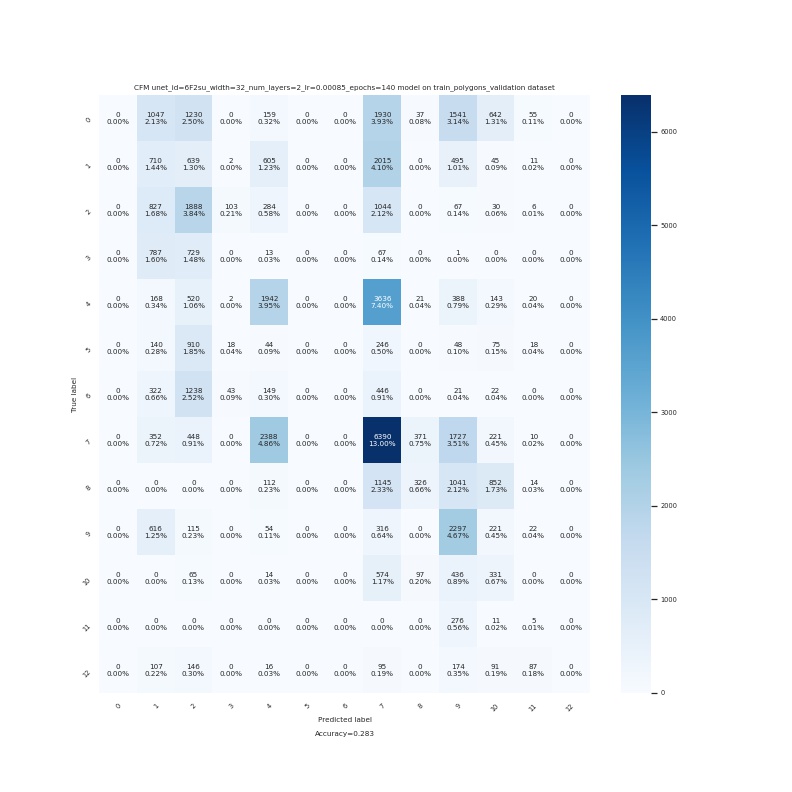 CFM unet_id=6F2su_width=32_num_layers=2_lr=0.00085_epochs=140 model on train_polygons_validation dataset
0 1047 1230 0 159 0 0 1930 37 1541 642 55 0
0.00% 2.13% 2.50% 0.00% 0.32% 0.00% 0.00% 3.93% 0.08% 3.14% 1.31% 0.11% 0.00%
0
0 710 639 2 605 0 0 2015 0 495 45 11 0
0.00% 1.44% 1.30% 0.00% 1.23% 0.00% 0.00% 4.10% 0.00% 1.01% 0.09% 0.02% 0.00%
1
0 827 1888 103 284 0 0 1044 0 67 30 6 0
0.00% 1.68% 3.84% 0.21% 0.58% 0.00% 0.00% 2.12% 0.00% 0.14% 0.06% 0.01% 0.00%
2
0 787 729 0 13 0 0 67 0 1 0 0 0
0.00% 1.60% 1.48% 0.00% 0.03% 0.00% 0.00% 0.14% 0.00% 0.00% 0.00% 0.00% 0.00%
3
0 168 520 2 1942 0 0 3636 21 388 143 20 0
0.00% 0.34% 1.06% 0.00% 3.95% 0.00% 0.00% 7.40% 0.04% 0.79% 0.29% 0.04% 0.00%
4
0 140 910 18 44 0 0 246 0 48 75 18 0
0.00% 0.28% 1.85% 0.04% 0.09% 0.00% 0.00% 0.50% 0.00% 0.10% 0.15% 0.04% 0.00%
5
0 322 1238 43 149 0 0 446 0 21 22 0 0
0.00% 0.66% 2.52% 0.09% 0.30% 0.00% 0.00% 0.91% 0.00% 0.04% 0.04% 0.00% 0.00%
6
True label
0 352 448 0 2388 0 0 6390 371 1727 221 10 0
0.00% 0.72% 0.91% 0.00% 4.86% 0.00% 0.00% 13.00% 0.75% 3.51% 0.45% 0.02% 0.00%
7
0 0 0 0 112 0 0 1145 326 1041 852 14 0
0.00% 0.00% 0.00% 0.00% 0.23% 0.00% 0.00% 2.33% 0.66% 2.12% 1.73% 0.03% 0.00%
8
0 616 115 0 54 0 0 316 0 2297 221 22 0
0.00% 1.25% 0.23% 0.00% 0.11% 0.00% 0.00% 0.64% 0.00% 4.67% 0.45% 0.04% 0.00%
9
0 0 65 0 14 0 0 574 97 436 331 0 0
0.00% 0.00% 0.13% 0.00% 0.03% 0.00% 0.00% 1.17% 0.20% 0.89% 0.67% 0.00% 0.00%
10
0 0 0 0 0 0 0 0 0 276 11 5 0
0.00% 0.00% 0.00% 0.00% 0.00% 0.00% 0.00% 0.00% 0.00% 0.56% 0.02% 0.01% 0.00%
11
0 107 146 0 16 0 0 95 0 174 91 87 0
0.00% 0.22% 0.30% 0.00% 0.03% 0.00% 0.00% 0.19% 0.00% 0.35% 0.19% 0.18% 0.00%
12
0 1 2 3 4 5 6 7 8 9 10 11 12
Predicted label
Accuracy=0.283
6000
5000
4000
3000
2000
1000
0